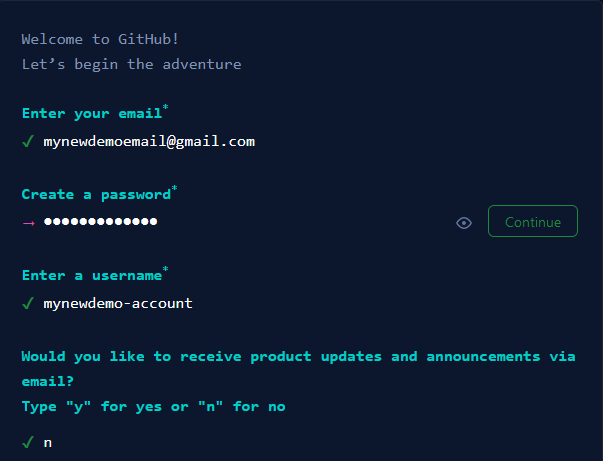 Welcome to GitHub!
Let’s begin the adventure
Enter your email*
✓ mynewdemoemail@gmail.com
Create a password*
→ ●●●●●●●●●●●●● Continue
Enter a username*
✓ mynewdemo-account
Would you like to receive product updates and announcements via
email?
Type "y" for yes or "n" for no
✓ n